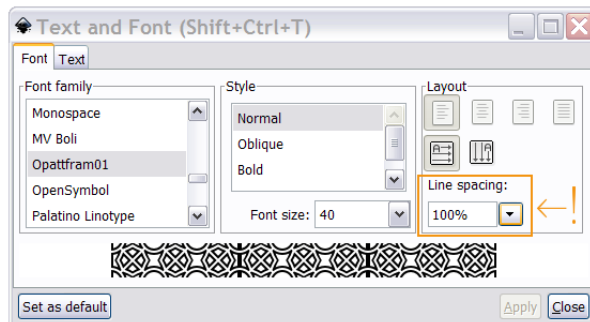 Text and Font (Shift+Ctrl+T)
Font Text
Font family
Monospace
MV Boli
Opattfram01
OpenSymbol
Palatino Linotype
Style
Normal
Oblique
Bold
Font size: 40
Layout
Line spacing:
100%
!
Set as default
Apply Close